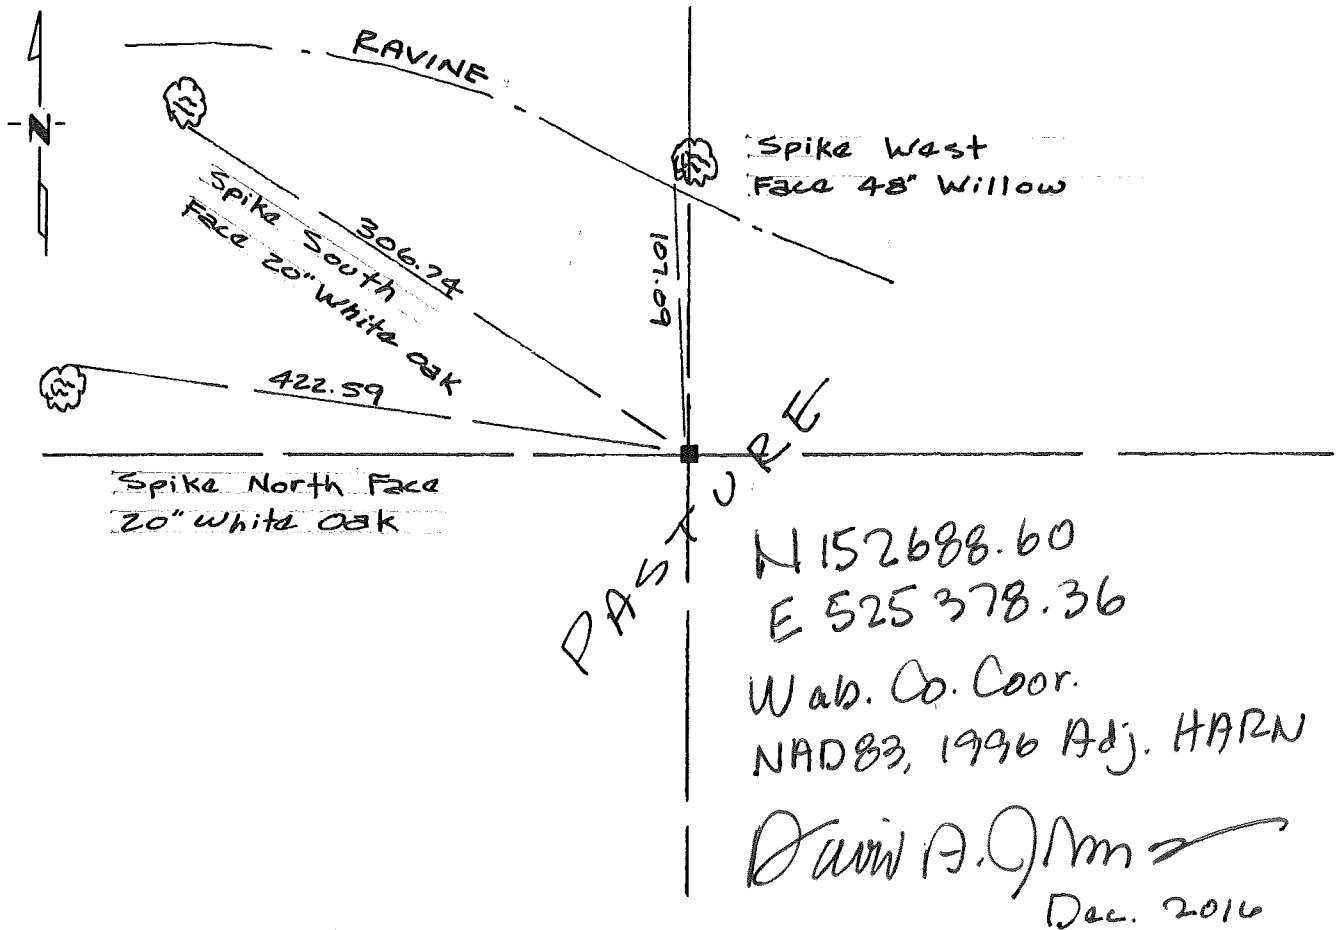 RAVINE
N
Spike West
Face 48" Willow
306.74
Spike South
Face 20" White Oak
107.09
422.59
PASTURE
Spike North Face
20" White Oak
N 152688.60
E 525378.36
Wab. Co. Coor.
NAD83, 1996 Adj. HARN
David A.
Dec. 2016